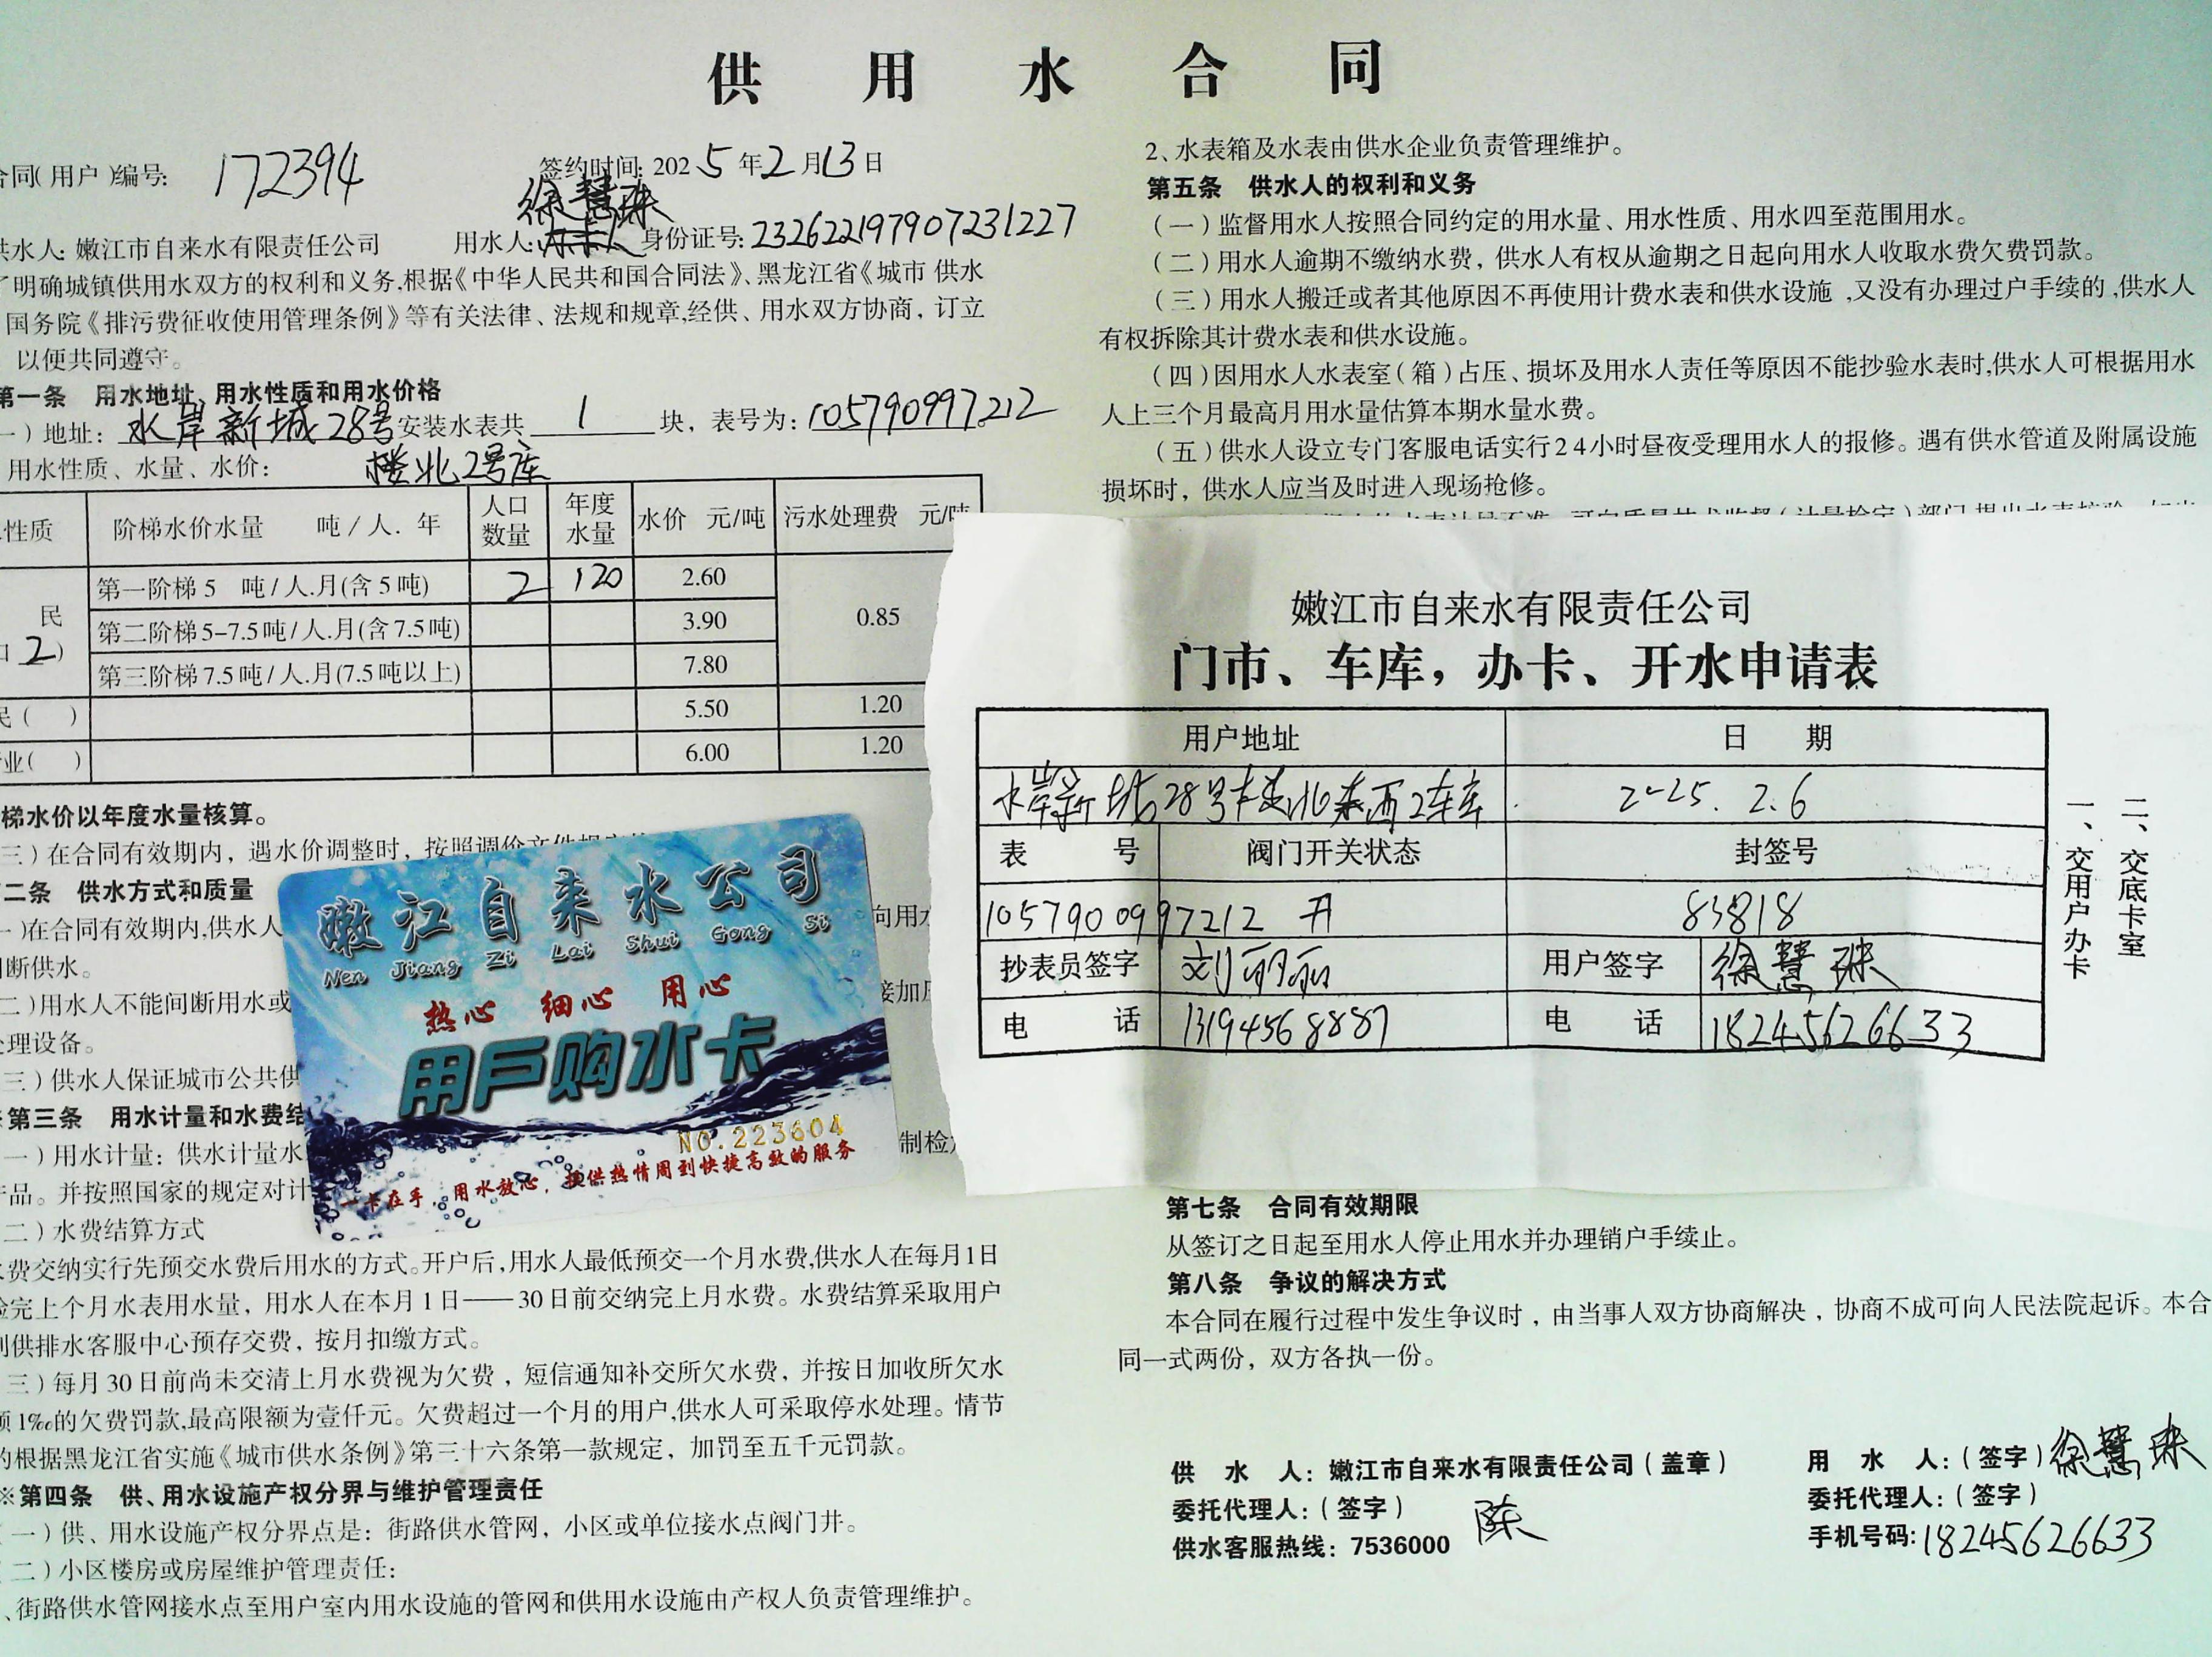 供用水合同
合同(用户)编号: 172394
签约时间: 2025年2月13日
供水人: 嫩江市自来水有限责任公司
用水人: 徐慧珠 身份证号: 232622197907231227
了明确城镇供用水双方的权利和义务,根据《中华人民共和国合同法》、黑龙江省《城市 供水
国务院《排污费征收使用管理条例》等有关法律、法规和规章,经供、用水双方协商，订立
以便共同遵守。
第一条 用水地址、用水性质和用水价格
一）地址: 水岸新城28号楼北2号库 安装水表共 1 块，表号为: 105790997212
用水性质、水量、水价:
性质 阶梯水价水量 吨/人. 年 人口数量 年度水量 水价 元/吨 污水处理费 元/吨
民 第一阶梯 5 吨/人.月(含 5 吨) 2 120 2.60 0.85
口 2) 第二阶梯 5-7.5吨/人.月(含 7.5吨) 3.90
第三阶梯 7.5吨/人.月(7.5吨以上) 7.80
民( ) 5.50 1.20
业( ) 6.00 1.20
梯水价以年度水量核算。
三）在合同有效期内，遇水价调整时，按照调价文件规定
二条 供水方式和质量
一)在合同有效期内,供水人
向用水
间断供水。
二)用水人不能间断用水或
接加压
处理设备。
三）供水人保证城市公共供
※第三条 用水计量和水费结
一）用水计量：供水计量水
制检定
产品。并按照国家的规定对计
二）水费结算方式
水费交纳实行先预交水费后用水的方式。开户后,用水人最低预交一个月水费,供水人在每月1日
检完上个月水表用水量，用水人在本月 1 日——30 日前交纳完上月水费。水费结算采取用户
到供排水客服中心预存交费，按月扣缴方式。
三）每月 30 日前尚未交清上月水费视为欠费，短信通知补交所欠水费，并按日加收所欠水
额 1‰的欠费罚款,最高限额为壹仟元。欠费超过一个月的用户,供水人可采取停水处理。情节
的根据黑龙江省实施《城市供水条例》第三十六条第一款规定，加罚至五千元罚款。
※第四条 供、用水设施产权分界与维护管理责任
（一）供、用水设施产权分界点是：街路供水管网，小区或单位接水点阀门井。
（二）小区楼房或房屋维护管理责任:
、街路供水管网接水点至用户室内用水设施的管网和供用水设施由产权人负责管理维护。
嫩江自来水公司
Nen Jiang Zi Lai Shui Gong Si
热心 细心 用心
用户购水卡
NO.223604
一卡在手，用水放心，提供热情周到快捷高效的服务
2、水表箱及水表由供水企业负责管理维护。
第五条 供水人的权利和义务
（一）监督用水人按照合同约定的用水量、用水性质、用水四至范围用水。
（二）用水人逾期不缴纳水费，供水人有权从逾期之日起向用水人收取水费欠费罚款。
（三）用水人搬迁或者其他原因不再使用计费水表和供水设施，又没有办理过户手续的,供水人
有权拆除其计费水表和供水设施。
（四）因用水人水表室（箱）占压、损坏及用水人责任等原因不能抄验水表时,供水人可根据用水
人上三个月最高月用水量估算本期水量水费。
（五）供水人设立专门客服电话实行24小时昼夜受理用水人的报修。遇有供水管道及附属设施
损坏时，供水人应当及时进入现场抢修。
嫩江市自来水有限责任公司
门市、车库，办卡、开水申请表
用户地址 日 期
水岸新城28号楼北东西2车库 2025. 2.6
表 号 阀门开关状态 封签号
1057900997212 开 83818
抄表员签字 刘丽丽 用户签字 徐慧珠
电 话 13194568887 电 话 18245626633
一、交用户办卡
二、交底卡室
第七条 合同有效期限
从签订之日起至用水人停止用水并办理销户手续止。
第八条 争议的解决方式
本合同在履行过程中发生争议时，由当事人双方协商解决，协商不成可向人民法院起诉。本合
同一式两份，双方各执一份。
供 水 人：嫩江市自来水有限责任公司（盖章）
委托代理人:（签字） 陈
供水客服热线：7536000
用 水 人:（签字）徐慧珠
委托代理人:（签字）
手机号码: 18245626633